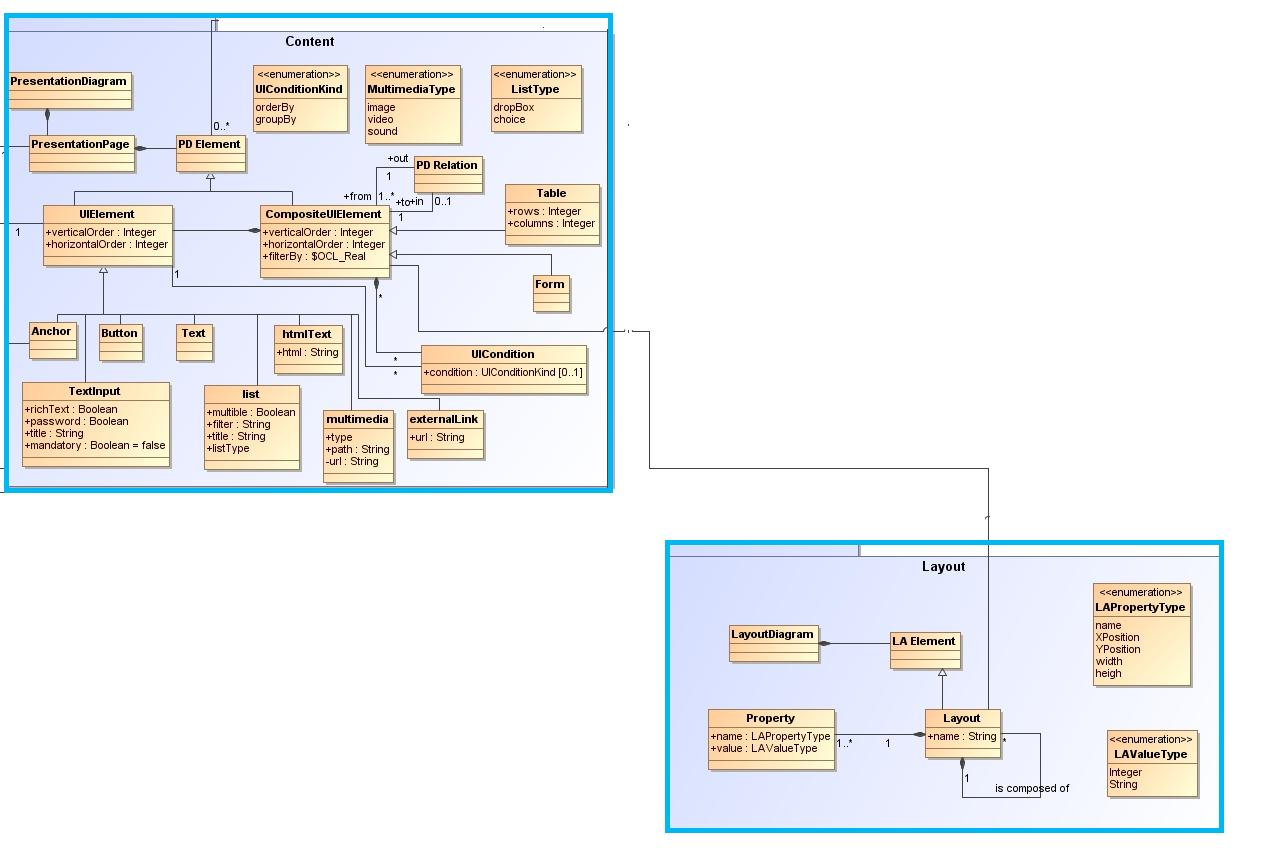 Content
PresentationDiagram
<<enumeration>>
UIConditionKind
orderBy
groupBy
<<enumeration>>
MultimediaType
image
video
sound
<<enumeration>>
ListType
dropBox
choice
0..*
PresentationPage
PD Element
+out
1
PD Relation
+from
1..*
+to
+in
0..1
1
Table
+rows : Integer
+columns : Integer
UIElement
+verticalOrder : Integer
+horizontalOrder : Integer
1
1
CompositeUIElement
+verticalOrder : Integer
+horizontalOrder : Integer
+filterBy : $OCL_Real
*
Form
Anchor
Button
Text
htmlText
+html : String
*
*
UICondition
+condition : UIConditionKind [0..1]
TextInput
+richText : Boolean
+password : Boolean
+title : String
+mandatory : Boolean = false
list
+multible : Boolean
+filter : String
+title : String
+listType
multimedia
+type
+path : String
-url : String
externalLink
+url : String
Layout
<<enumeration>>
LAPropertyType
name
XPosition
YPosition
width
heigh
LayoutDiagram
LA Element
Property
+name : LAPropertyType
+value : LAValueType
1..*
1
Layout
+name : String
*
1
is composed of
<<enumeration>>
LAValueType
Integer
String